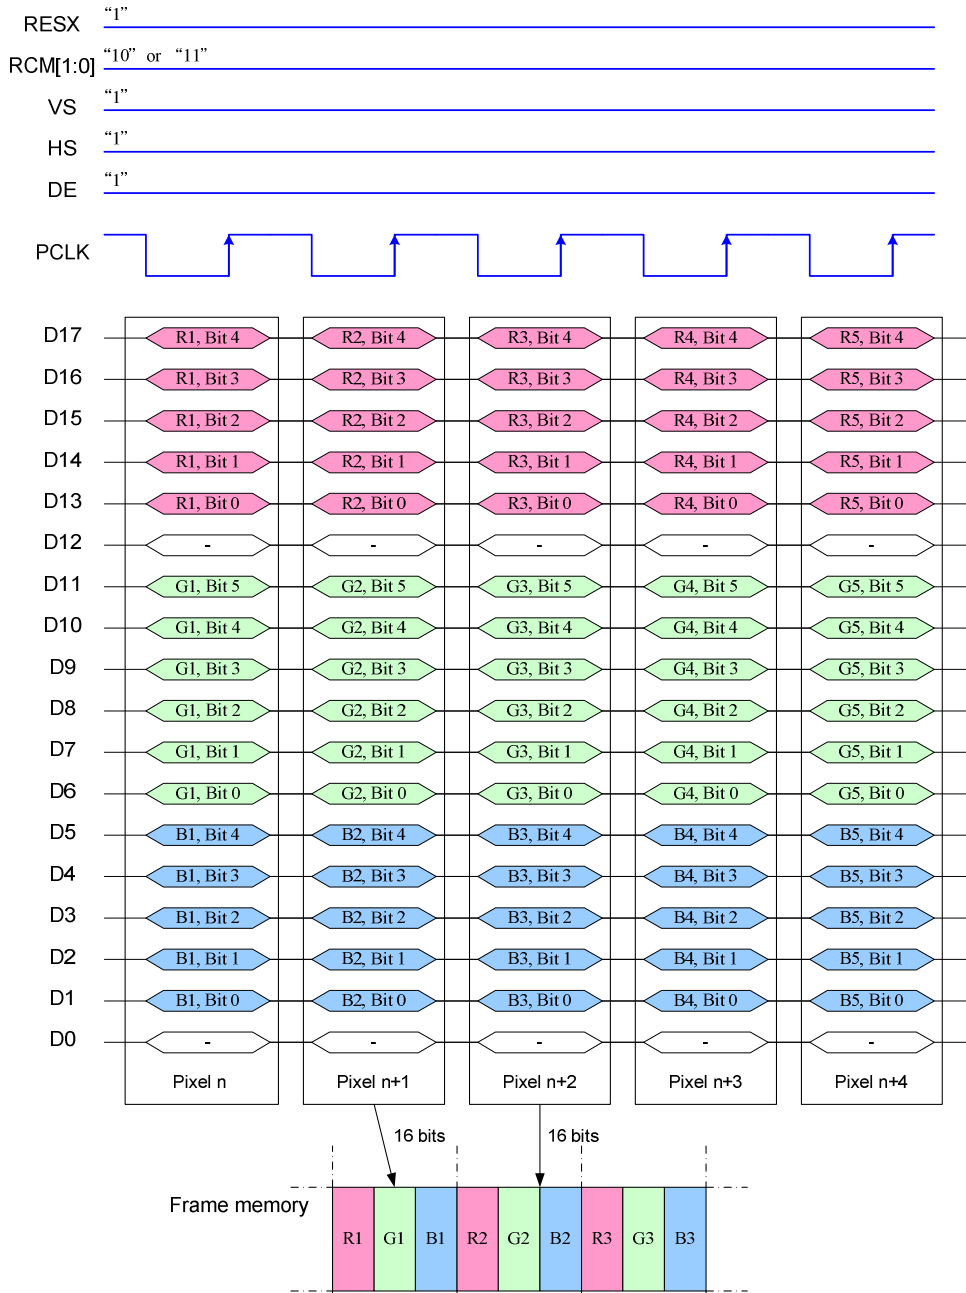 RESX "1"
RCM[1:0] "10" or "11"
VS "1"
HS "1"
DE "1"
PCLK
D17 R1, Bit 4 R2, Bit 4 R3, Bit 4 R4, Bit 4 R5, Bit 4
D16 R1, Bit 3 R2, Bit 3 R3, Bit 3 R4, Bit 3 R5, Bit 3
D15 R1, Bit 2 R2, Bit 2 R3, Bit 2 R4, Bit 2 R5, Bit 2
D14 R1, Bit 1 R2, Bit 1 R3, Bit 1 R4, Bit 1 R5, Bit 1
D13 R1, Bit 0 R2, Bit 0 R3, Bit 0 R4, Bit 0 R5, Bit 0
D12 - - - - -
D11 G1, Bit 5 G2, Bit 5 G3, Bit 5 G4, Bit 5 G5, Bit 5
D10 G1, Bit 4 G2, Bit 4 G3, Bit 4 G4, Bit 4 G5, Bit 4
D9 G1, Bit 3 G2, Bit 3 G3, Bit 3 G4, Bit 3 G5, Bit 3
D8 G1, Bit 2 G2, Bit 2 G3, Bit 2 G4, Bit 2 G5, Bit 2
D7 G1, Bit 1 G2, Bit 1 G3, Bit 1 G4, Bit 1 G5, Bit 1
D6 G1, Bit 0 G2, Bit 0 G3, Bit 0 G4, Bit 0 G5, Bit 0
D5 B1, Bit 4 B2, Bit 4 B3, Bit 4 B4, Bit 4 B5, Bit 4
D4 B1, Bit 3 B2, Bit 3 B3, Bit 3 B4, Bit 3 B5, Bit 3
D3 B1, Bit 2 B2, Bit 2 B3, Bit 2 B4, Bit 2 B5, Bit 2
D2 B1, Bit 1 B2, Bit 1 B3, Bit 1 B4, Bit 1 B5, Bit 1
D1 B1, Bit 0 B2, Bit 0 B3, Bit 0 B4, Bit 0 B5, Bit 0
D0 - - - - -
Pixel n Pixel n+1 Pixel n+2 Pixel n+3 Pixel n+4
16 bits 16 bits
Frame memory
R1 G1 B1 R2 G2 B2 R3 G3 B3